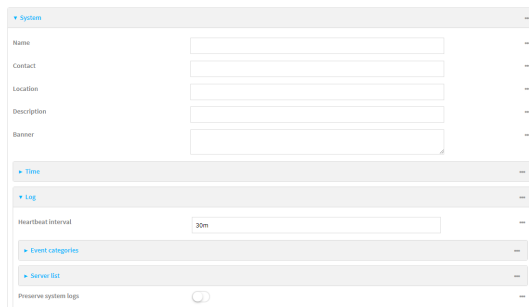 ▾ System
Name
Contact
Location
Description
Banner
▸ Time
▾ Log
Heartbeat interval 30m
▸ Event categories
▸ Server list
Preserve system logs